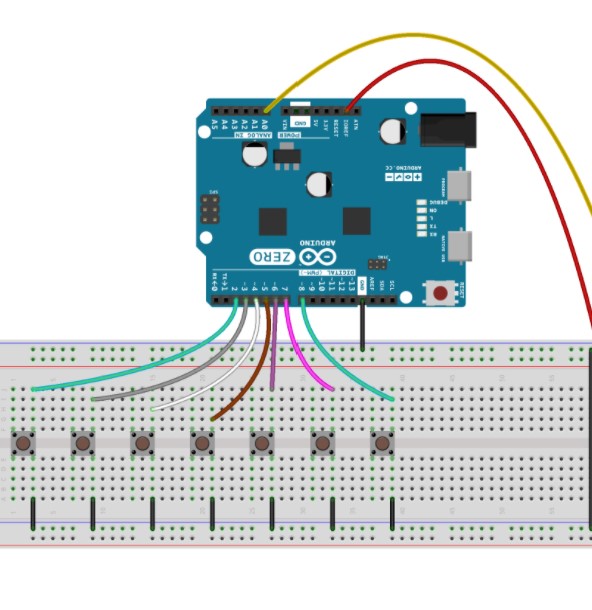 A5
A4
A3
A2
A1
A0
VIN
GND
5V
3.3V
RESET
IOREF
ATN
ANALOG IN
POWER
ARDUINO.CC
SPI
DEBUG
ON
L
TX
RX
PROGRAM
NATIVE USB
ARDUINO
ZERO
DIGITAL (PWM~)
RX←0
TX→1
2
~3
~4
~5
~6
7
~8
~9
~10
~11
~12
~13
GND
AREF
SDA
SCL
RESET